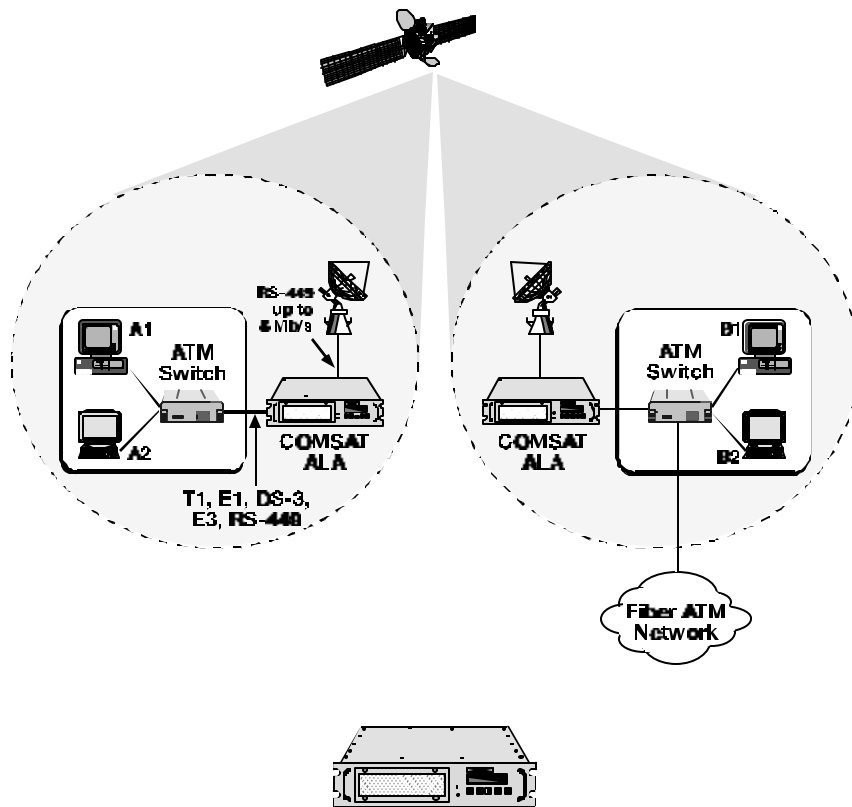 RS-449
up to
8 Mb/s
A1
ATM
Switch
A2
COMSAT
ALA
T1, E1, DS-3,
E3, RS-449
B1
ATM
Switch
B2
COMSAT
ALA
Fiber ATM
Network